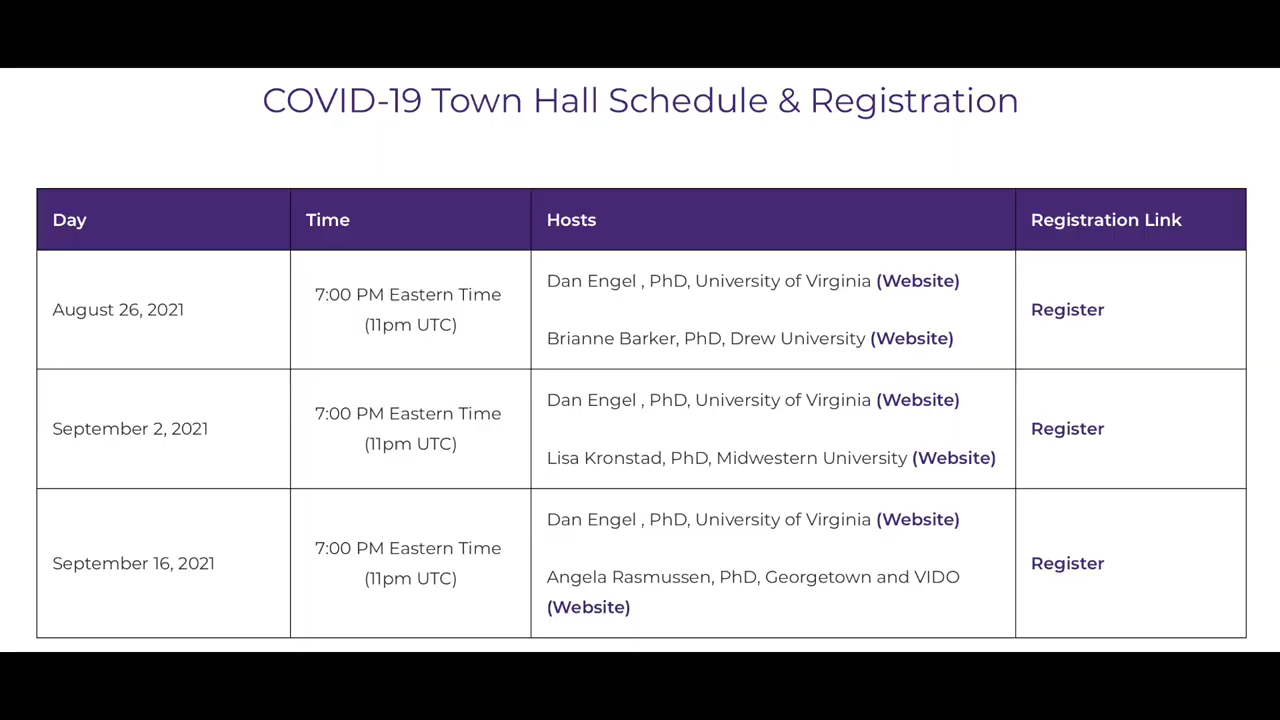 COVID-19 Town Hall Schedule & Registration
Day
Time
Hosts
Registration Link
August 26, 2021
7:00 PM Eastern Time
(11pm UTC)
Dan Engel , PhD, University of Virginia (Website)
Brianne Barker, PhD, Drew University (Website)
Register
September 2, 2021
7:00 PM Eastern Time
(11pm UTC)
Dan Engel , PhD, University of Virginia (Website)
Lisa Kronstad, PhD, Midwestern University (Website)
Register
September 16, 2021
7:00 PM Eastern Time
(11pm UTC)
Dan Engel , PhD, University of Virginia (Website)
Angela Rasmussen, PhD, Georgetown and VIDO
(Website)
Register